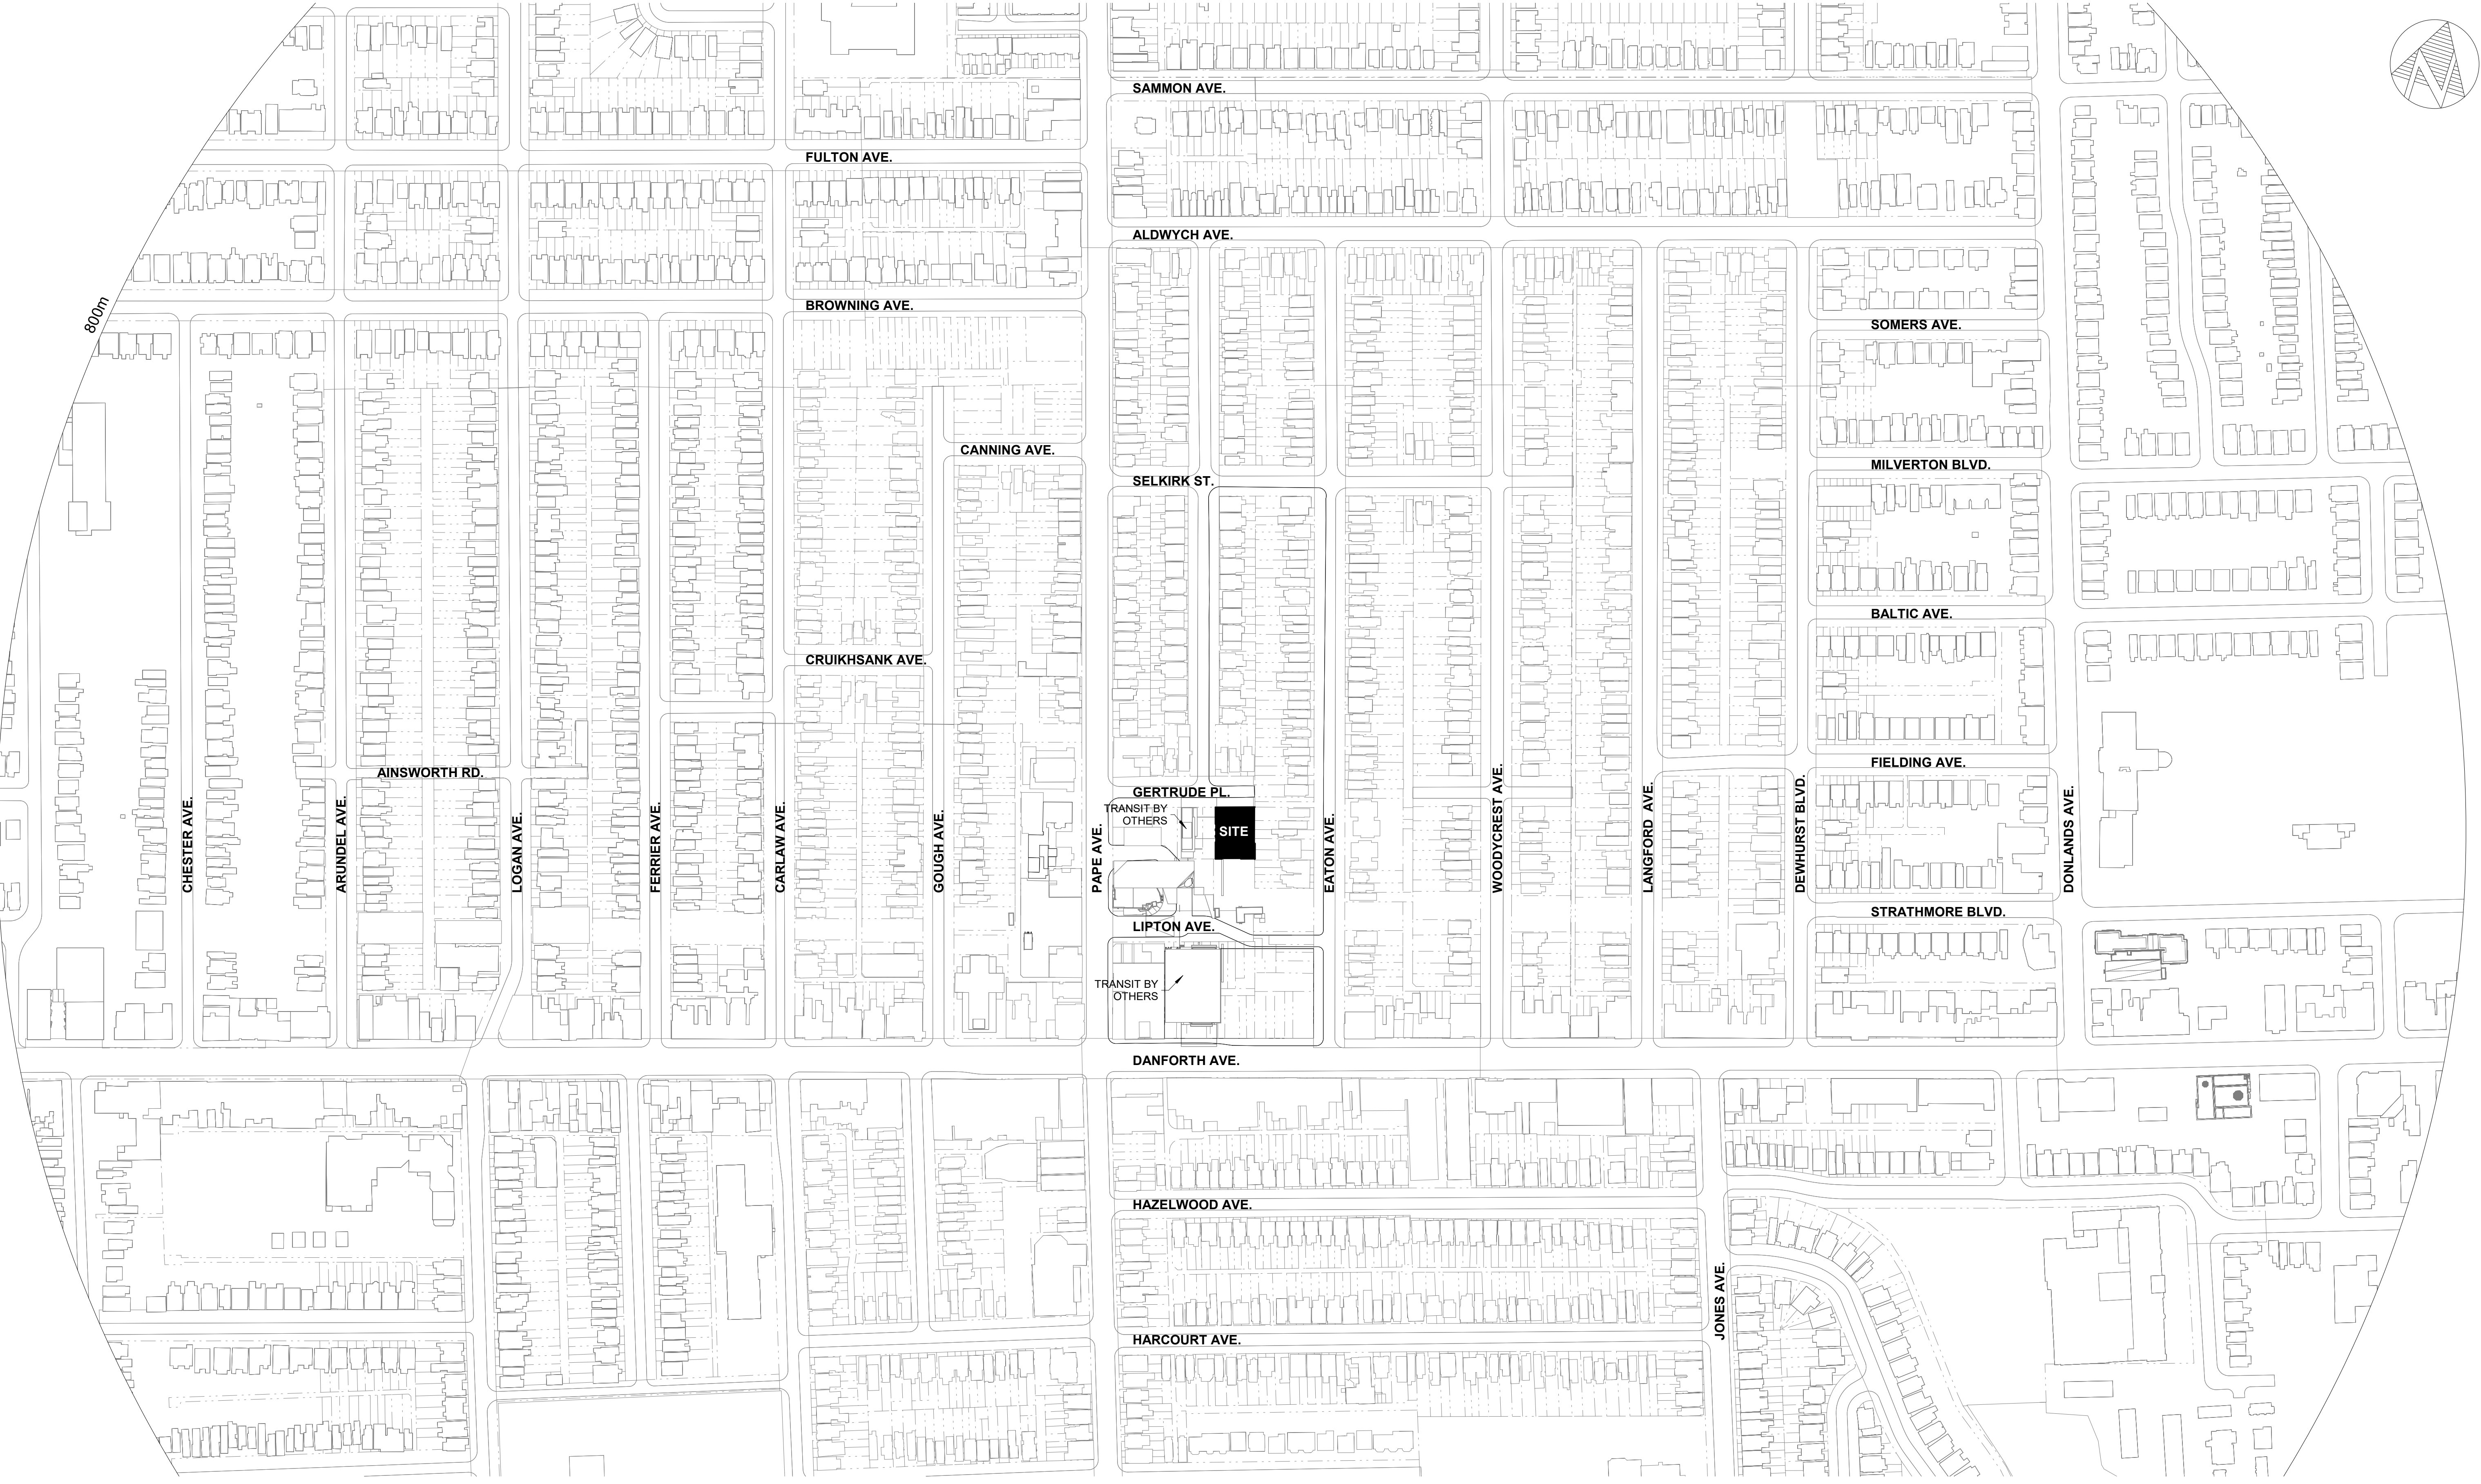 SAMMON AVE.
FULTON AVE.
ALDWYCH AVE.
BROWNING AVE.
800m
SOMERS AVE.
CANNING AVE.
MILVERTON BLVD.
SELKIRK ST.
BALTIC AVE.
CRUIKHSANK AVE.
FIELDING AVE.
AINSWORTH RD.
GERTRUDE PL.
TRANSIT BY
OTHERS
SITE
CHESTER AVE.
ARUNDEL AVE.
LOGAN AVE.
FERRIER AVE.
CARLAW AVE.
GOUGH AVE.
PAPE AVE.
EATON AVE.
WOODYCREST AVE.
LANGFORD AVE.
DEWHURST BLVD.
DONLANDS AVE.
STRATHMORE BLVD.
LIPTON AVE.
TRANSIT BY
OTHERS
DANFORTH AVE.
HAZELWOOD AVE.
JONES AVE.
HARCOURT AVE.